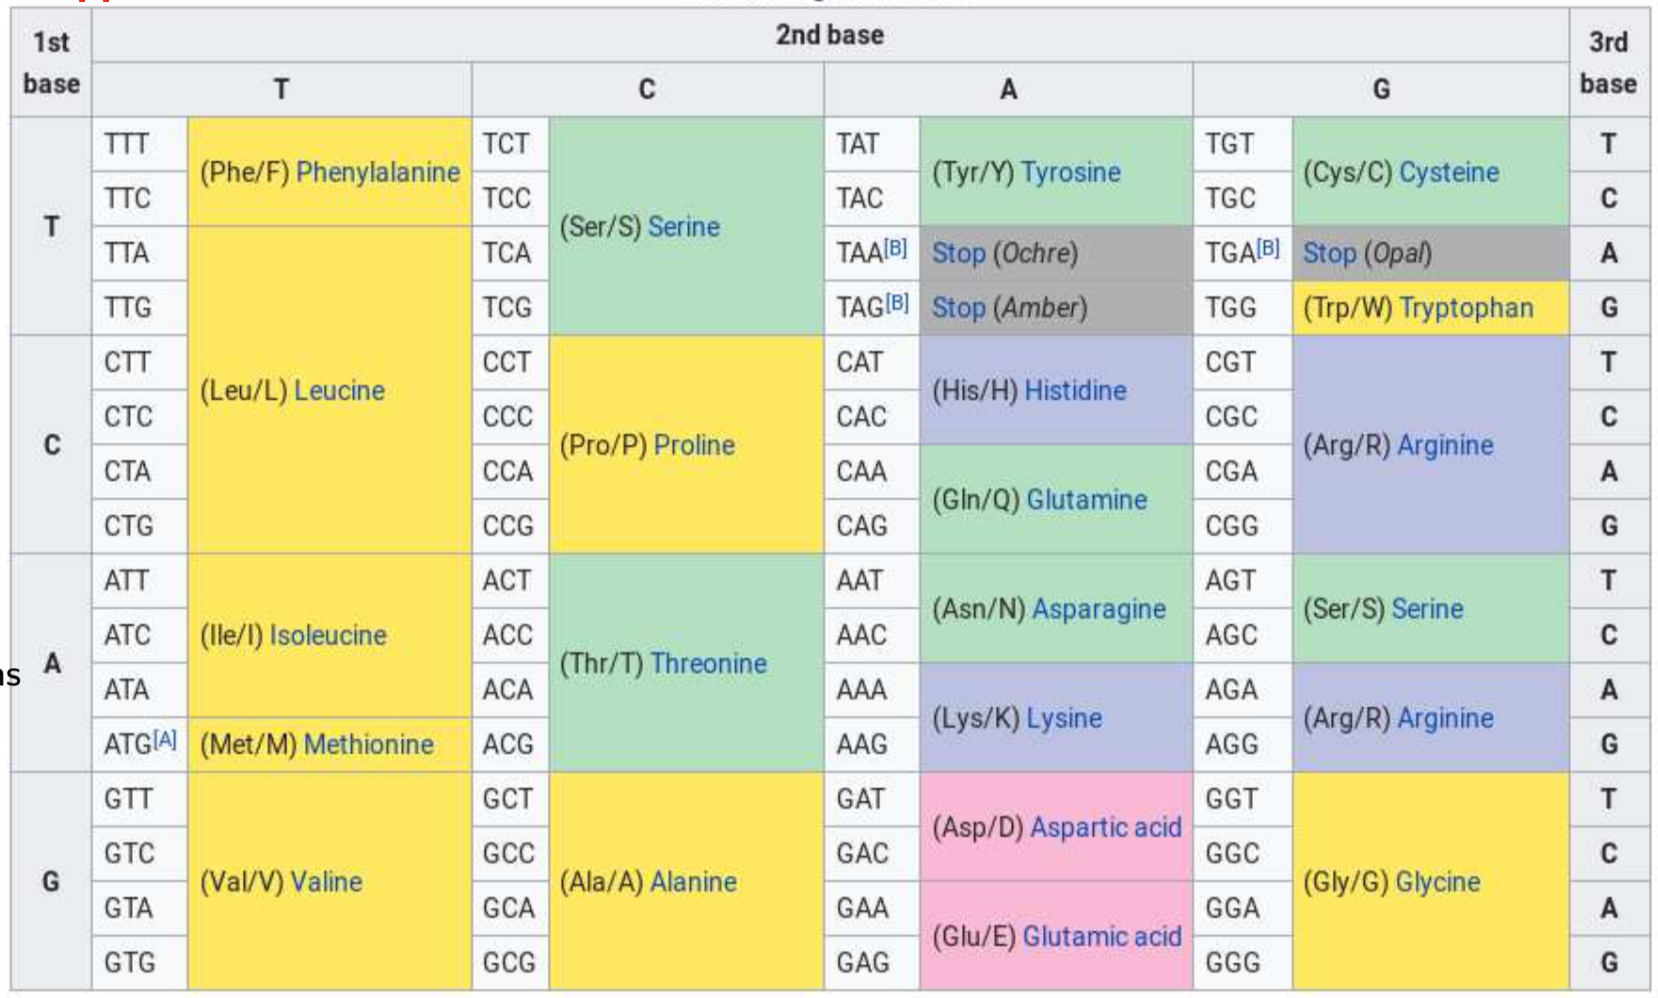 1st base 2nd base 3rd base
T C A G
T TTT (Phe/F) Phenylalanine TCT (Ser/S) Serine TAT (Tyr/Y) Tyrosine TGT (Cys/C) Cysteine T
TTC TCC TAC TGC C
TTA (Leu/L) Leucine TCA TAA[B] Stop (Ochre) TGA[B] Stop (Opal) A
TTG TCG TAG[B] Stop (Amber) TGG (Trp/W) Tryptophan G
C CTT CCT (Pro/P) Proline CAT (His/H) Histidine CGT (Arg/R) Arginine T
CTC CCC CAC CGC C
CTA CCA CAA (Gln/Q) Glutamine CGA A
CTG CCG CAG CGG G
A ATT (Ile/I) Isoleucine ACT (Thr/T) Threonine AAT (Asn/N) Asparagine AGT (Ser/S) Serine T
ATC ACC AAC AGC C
ATA ACA AAA (Lys/K) Lysine AGA (Arg/R) Arginine A
ATG[A] (Met/M) Methionine ACG AAG AGG G
G GTT (Val/V) Valine GCT (Ala/A) Alanine GAT (Asp/D) Aspartic acid GGT (Gly/G) Glycine T
GTC GCC GAC GGC C
GTA GCA GAA (Glu/E) Glutamic acid GGA A
GTG GCG GAG GGG G